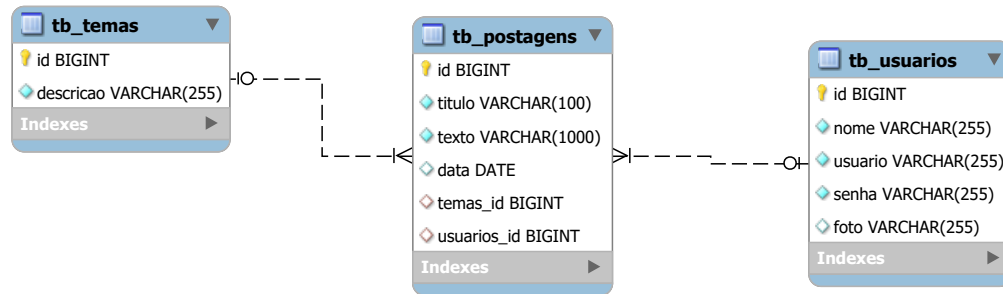 tb_temas
id BIGINT
descricao VARCHAR(255)
Indexes
tb_postagens
id BIGINT
titulo VARCHAR(100)
texto VARCHAR(1000)
data DATE
temas_id BIGINT
usuarios_id BIGINT
Indexes
tb_usuarios
id BIGINT
nome VARCHAR(255)
usuario VARCHAR(255)
senha VARCHAR(255)
foto VARCHAR(255)
Indexes